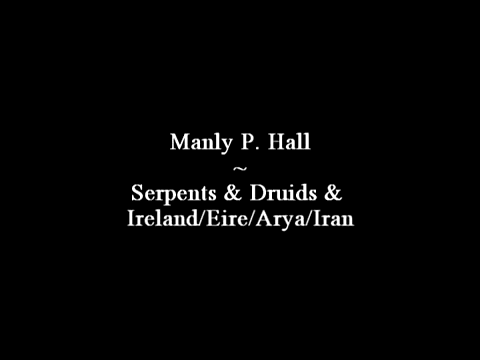 Manly P. Hall
~
Serpents & Druids &
Ireland/Eire/Arya/Iran